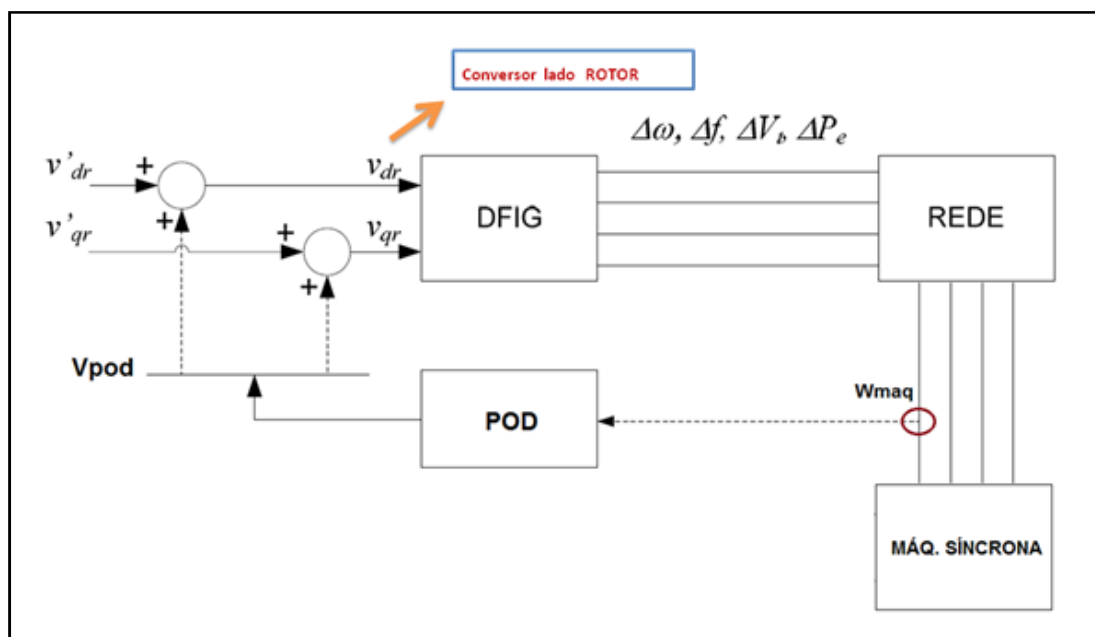 Conversor lado ROTOR
Δω, Δf, ΔVt, ΔPe
v'dr
+
+
vdr
v'qr
+
+
vqr
DFIG
REDE
Vpod
POD
Wmaq
MÁQ. SÍNCRONA